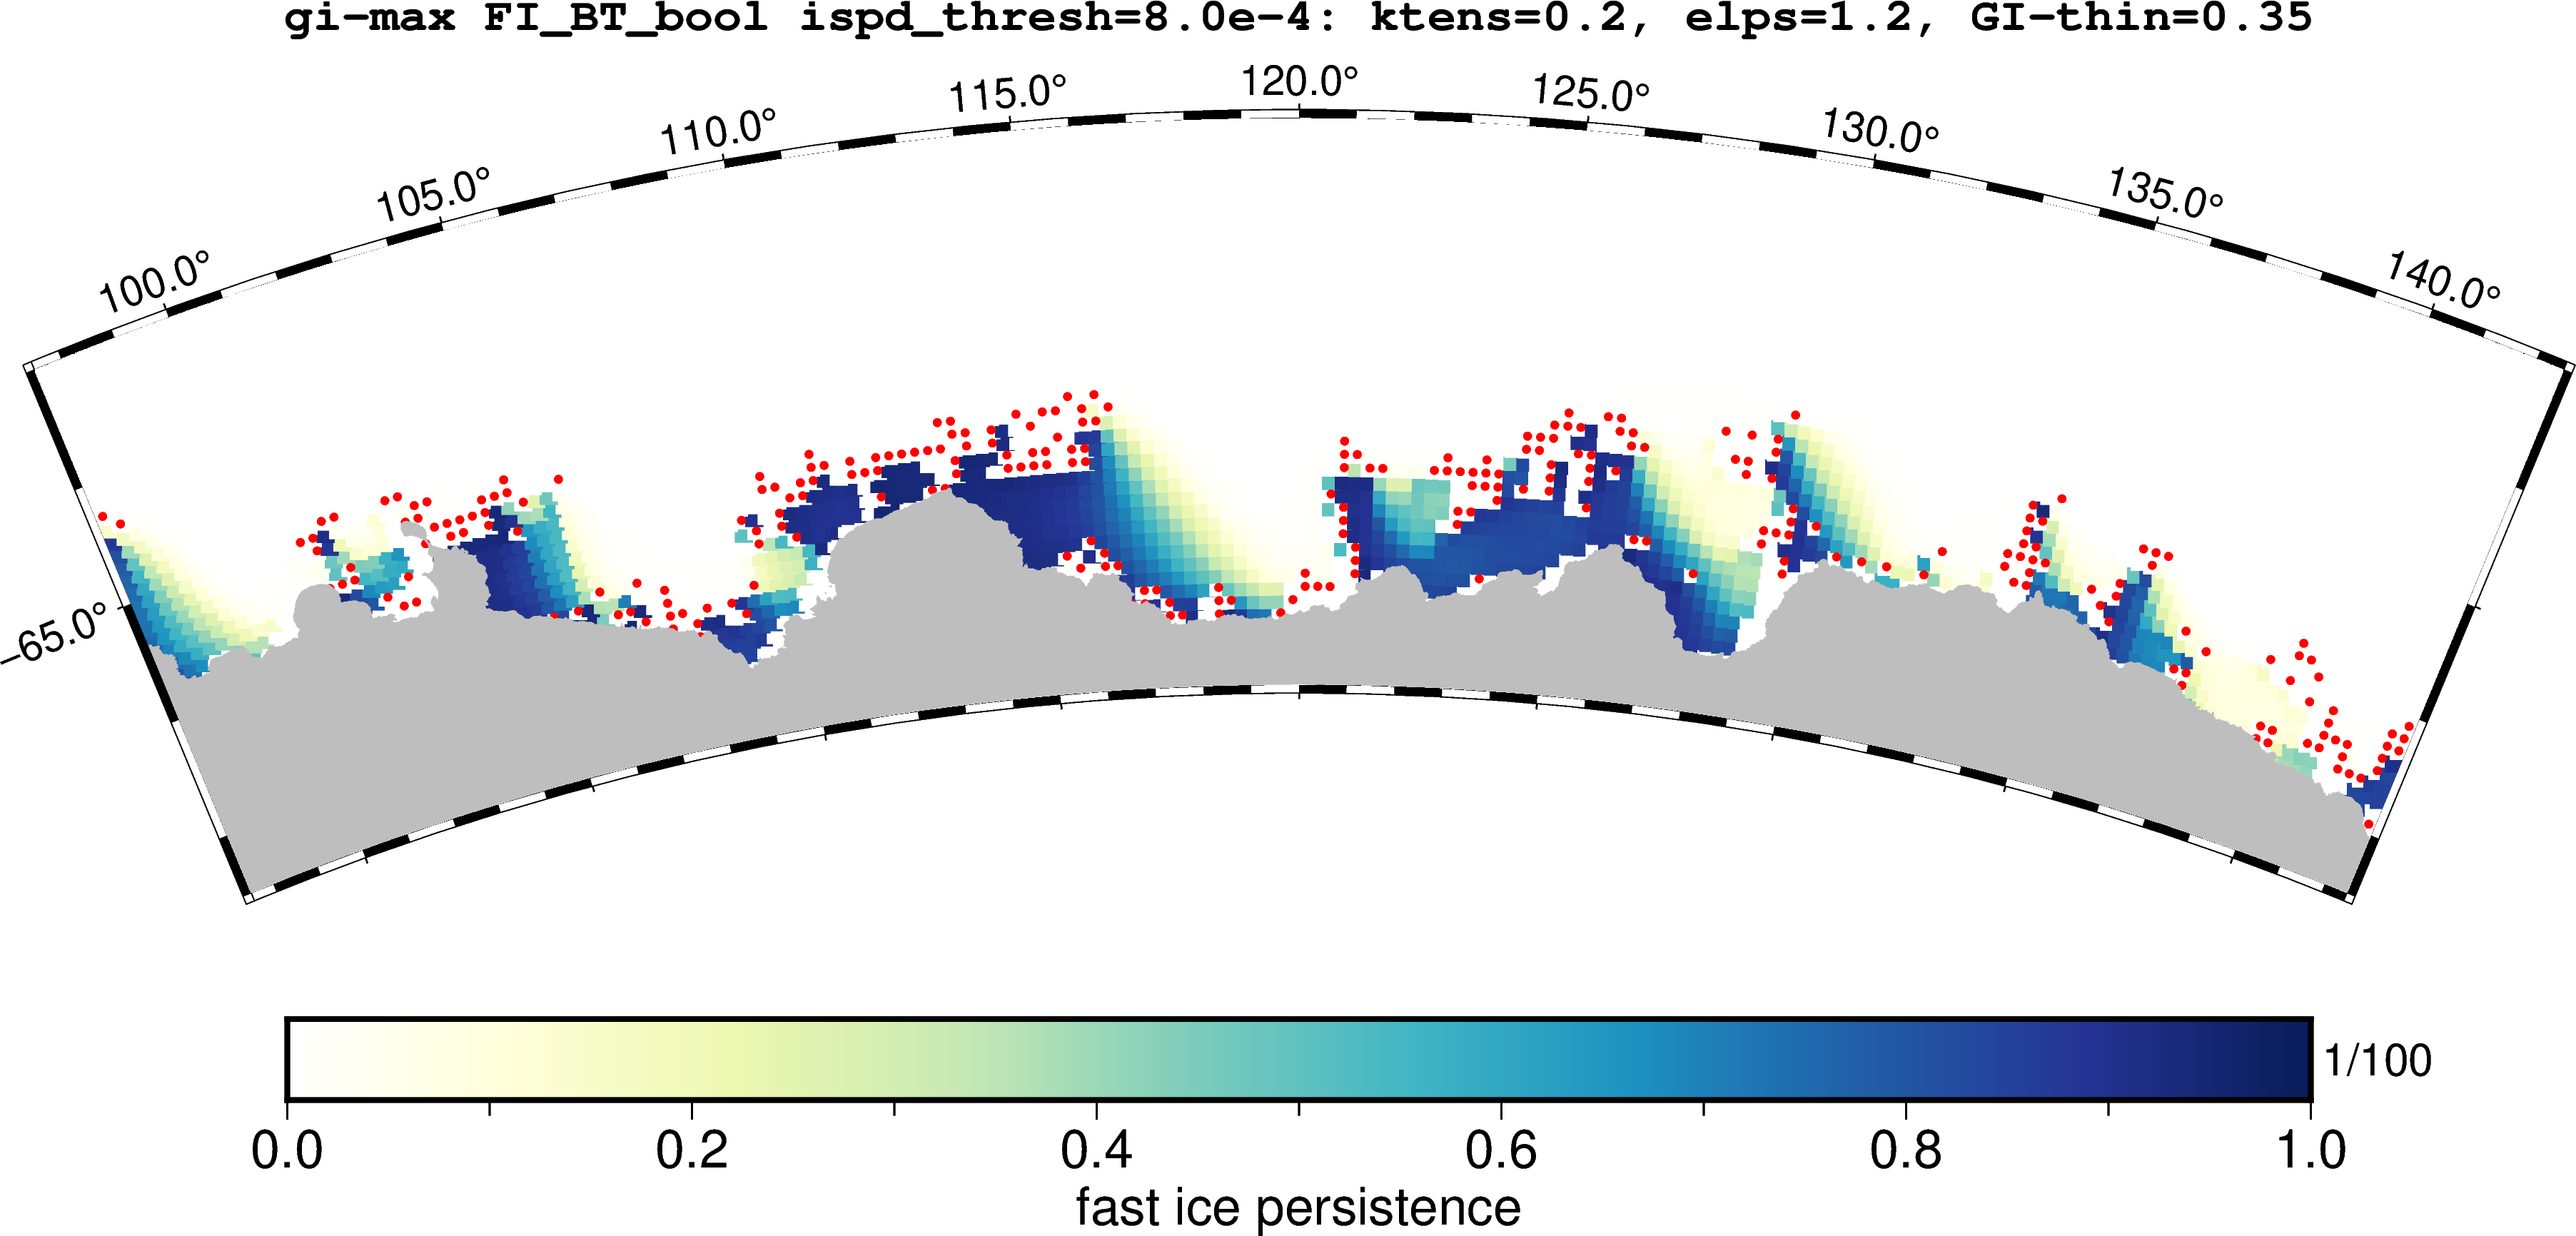 gi-max FI_BT_bool ispd_thresh=8.0e-4: ktens=0.2, elps=1.2, GI-thin=0.35
100.0° 105.0° 110.0° 115.0° 120.0° 125.0° 130.0° 135.0° 140.0°
-65.0°
1/100
0.0 0.2 0.4 0.6 0.8 1.0
fast ice persistence